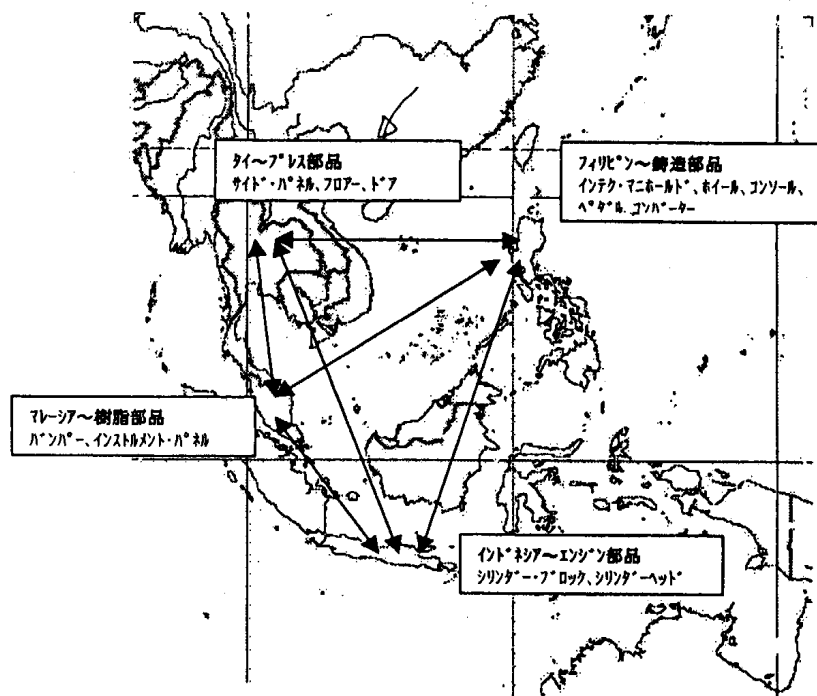 ﾀｲ～ﾌﾟﾚｽ部品
ｻｲﾄﾞ･ﾊﾟﾈﾙ、ﾌﾛｱｰ、ﾄﾞｱ
ﾌｨﾘﾋﾟﾝ～鋳造部品
ｲﾝﾃｸ･ﾏﾆﾎｰﾙﾄﾞ、ﾎｲｰﾙ、ｺﾝｿｰﾙ、
ﾍﾟﾀﾞﾙ、ｺﾝﾊﾞｰﾀｰ
ﾏﾚｰｼｱ～樹脂部品
ﾊﾞﾝﾊﾟｰ、ｲﾝｽﾄﾙﾒﾝﾄ･ﾊﾟﾈﾙ
ｲﾝﾄﾞﾈｼｱ～ｴﾝｼﾞﾝ部品
ｼﾘﾝﾀﾞｰ･ﾌﾞﾛｯｸ、ｼﾘﾝﾀﾞｰﾍｯﾄﾞ